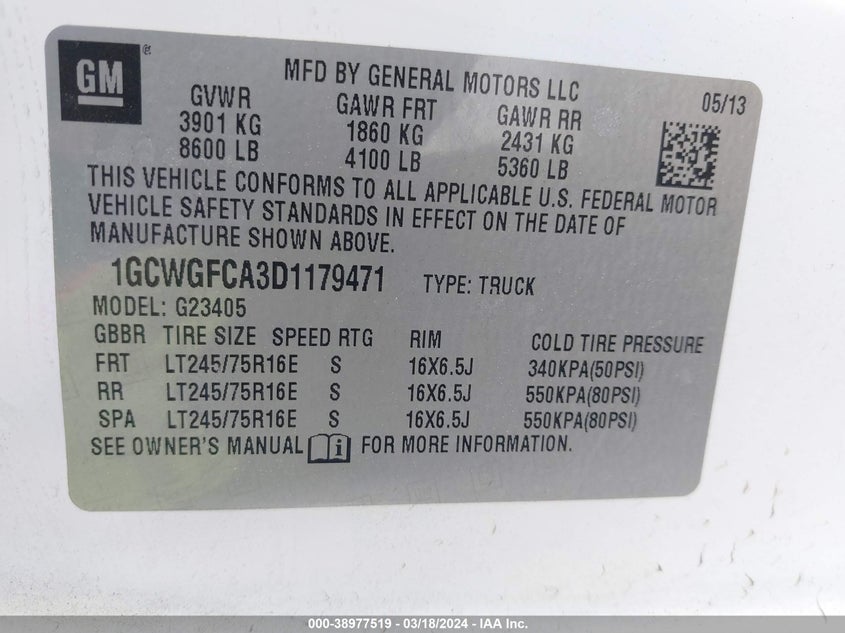 GM®
MFD BY GENERAL MOTORS LLC
05/13
GVWR GAWR FRT GAWR RR
3901 KG 1860 KG 2431 KG
8600 LB 4100 LB 5360 LB
THIS VEHICLE CONFORMS TO ALL APPLICABLE U.S. FEDERAL MOTOR
VEHICLE SAFETY STANDARDS IN EFFECT ON THE DATE OF
MANUFACTURE SHOWN ABOVE.
1GCWGFCA3D1179471 TYPE: TRUCK
MODEL: G23405
GBBR TIRE SIZE SPEED RTG RIM COLD TIRE PRESSURE
FRT LT245/75R16E S 16X6.5J 340KPA(50PSI)
RR LT245/75R16E S 16X6.5J 550KPA(80PSI)
SPA LT245/75R16E S 16X6.5J 550KPA(80PSI)
SEE OWNER'S MANUAL i FOR MORE INFORMATION.
000-38977519 - 03/18/2024 - IAA Inc.